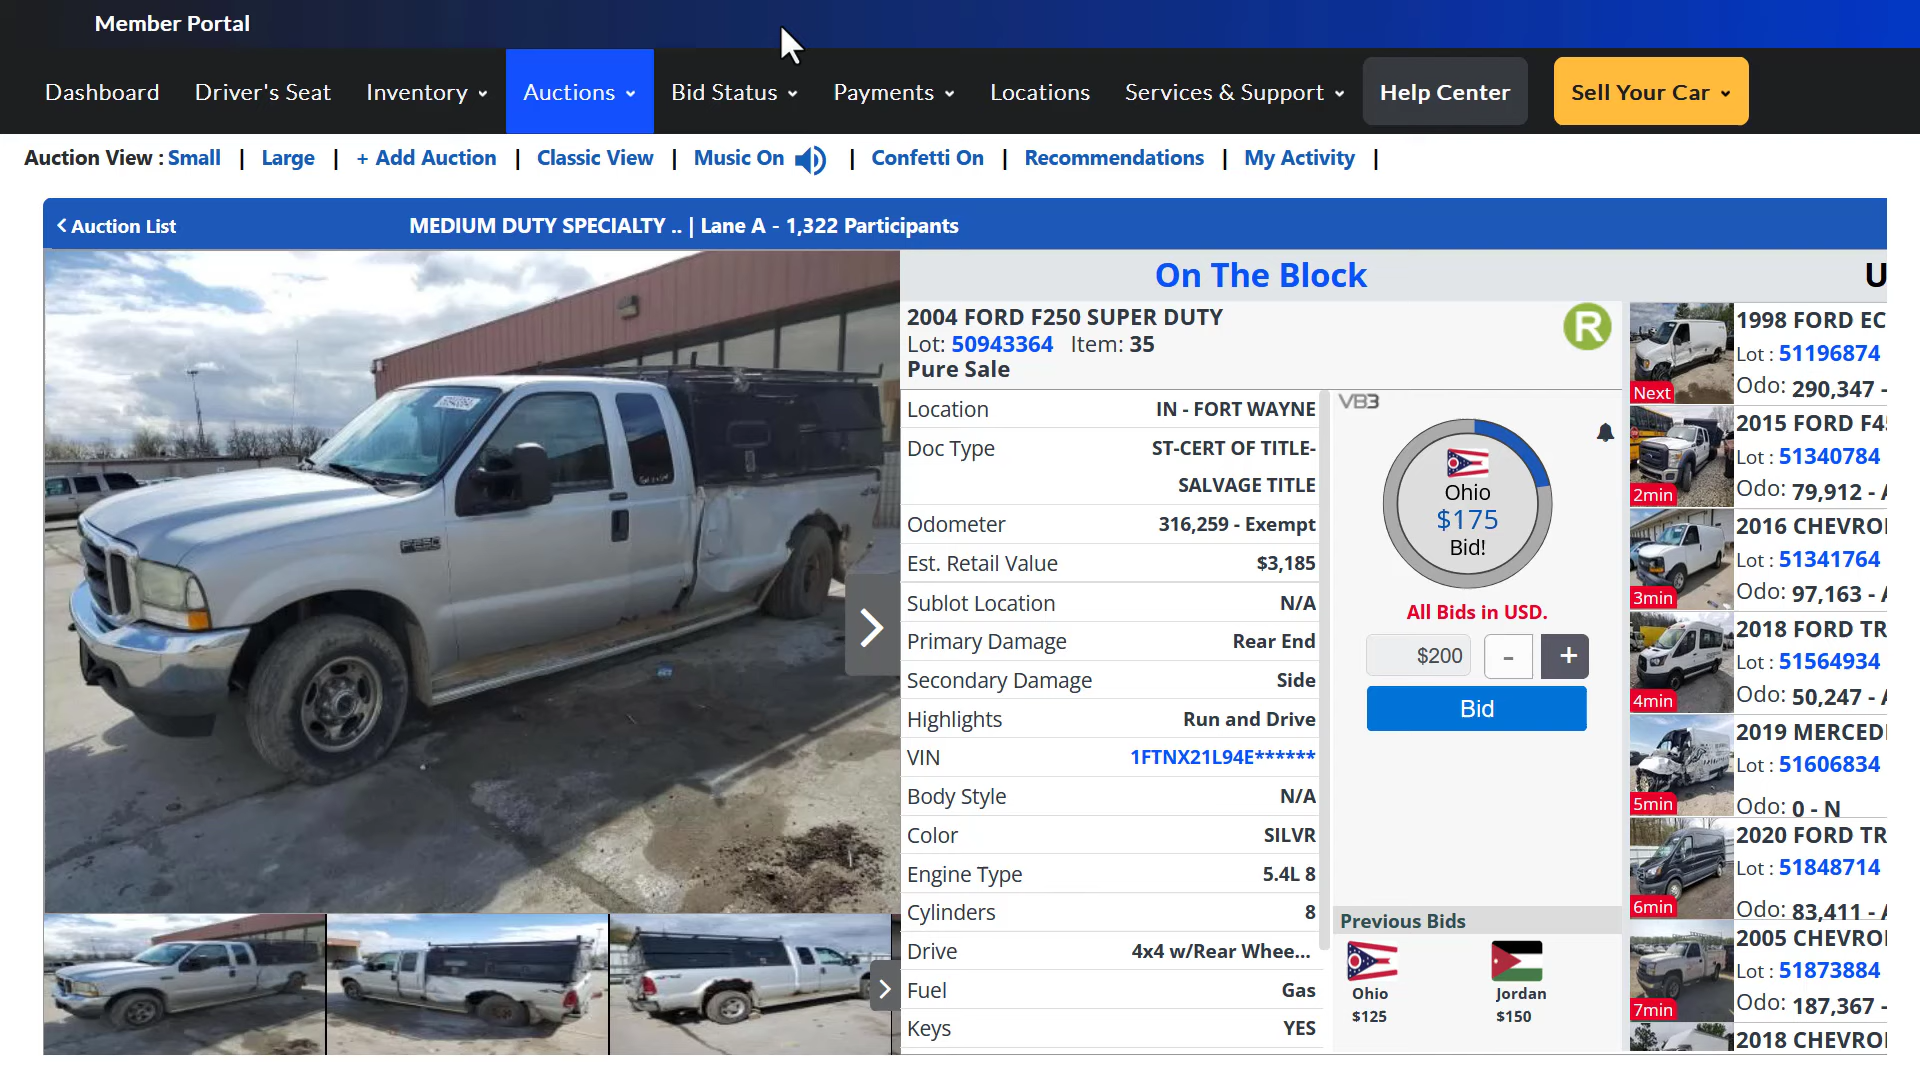 Member Portal
Dashboard
Driver's Seat
Inventory
Auctions
Bid Status
Payments
Locations
Services & Support
Help Center
Sell Your Car
Auction View : Small | Large | + Add Auction | Classic View | Music On | Confetti On | Recommendations | My Activity |
Auction List
MEDIUM DUTY SPECIALTY .. | Lane A - 1,322 Participants
On The Block
2004 FORD F250 SUPER DUTY
Lot: 50943364 Item: 35
Pure Sale
R
Location IN - FORT WAYNE
Doc Type ST-CERT OF TITLE-
SALVAGE TITLE
Odometer 316,259 - Exempt
Est. Retail Value $3,185
Sublot Location N/A
Primary Damage Rear End
Secondary Damage Side
Highlights Run and Drive
VIN 1FTNX21L94E******
Body Style N/A
Color SILVR
Engine Type 5.4L 8
Cylinders 8
Drive 4x4 w/Rear Whee...
Fuel Gas
Keys YES
VB3
Ohio
$175
Bid!
All Bids in USD.
$200
-
+
Bid
Previous Bids
Ohio
$125
Jordan
$150
U
1998 FORD EC
Lot : 51196874
Odo: 290,347 -
Next
2015 FORD F45
Lot : 51340784
Odo: 79,912 - A
2min
2016 CHEVROL
Lot : 51341764
Odo: 97,163 - A
3min
2018 FORD TR
Lot : 51564934
Odo: 50,247 - A
4min
2019 MERCED
Lot : 51606834
Odo: 0 - N
5min
2020 FORD TR
Lot : 51848714
Odo: 83,411 - A
6min
2005 CHEVROL
Lot : 51873884
Odo: 187,367 -
7min
2018 CHEVROL
F250